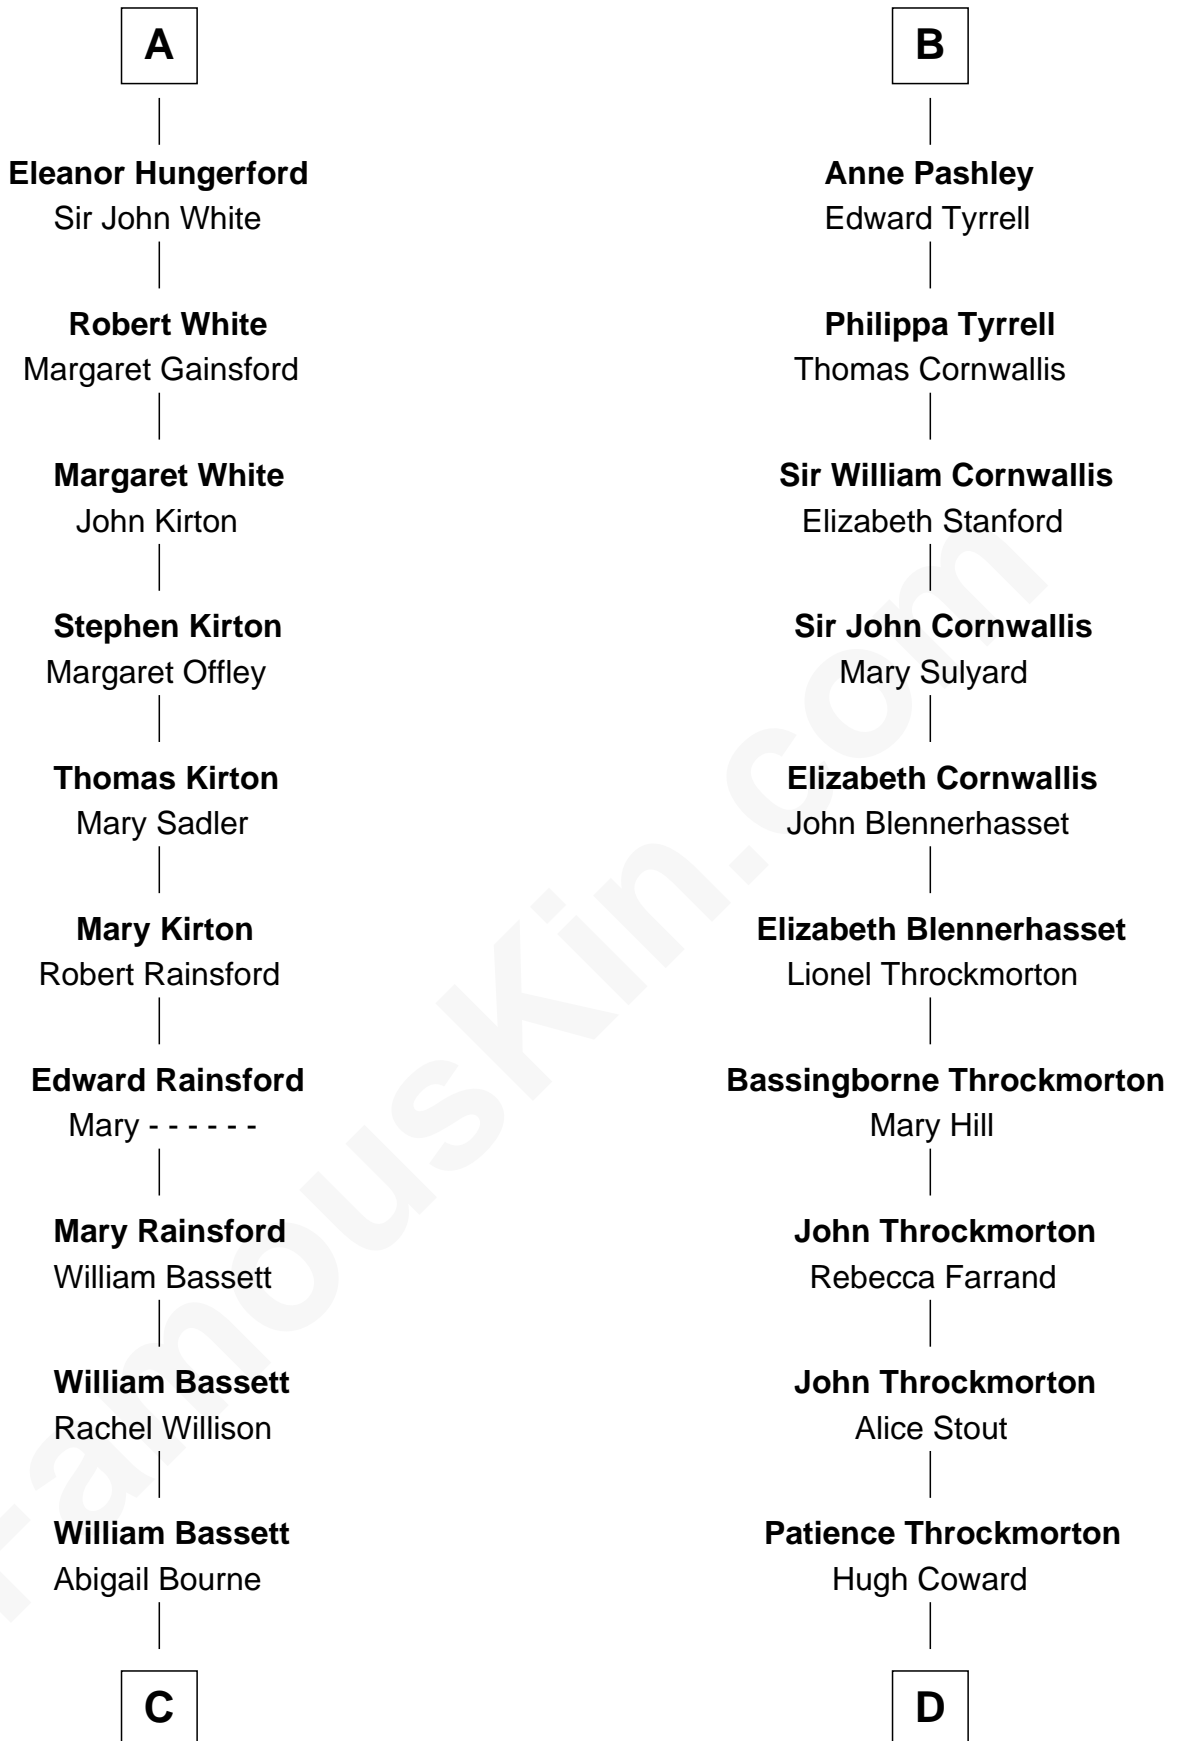 A
Eleanor Hungerford
Sir John White
Robert White
Margaret Gainsford
Margaret White
John Kirton
Stephen Kirton
Margaret Offley
Thomas Kirton
Mary Sadler
Mary Kirton
Robert Rainsford
Edward Rainsford
Mary - - - - - -
Mary Rainsford
William Bassett
William Bassett
Rachel Willison
William Bassett
Abigail Bourne
C
B
Anne Pashley
Edward Tyrrell
Philippa Tyrrell
Thomas Cornwallis
Sir William Cornwallis
Elizabeth Stanford
Sir John Cornwallis
Mary Sulyard
Elizabeth Cornwallis
John Blennerhasset
Elizabeth Blennerhasset
Lionel Throckmorton
Bassingborne Throckmorton
Mary Hill
John Throckmorton
Rebecca Farrand
John Throckmorton
Alice Stout
Patience Throckmorton
Hugh Coward
D
FamousKin.com